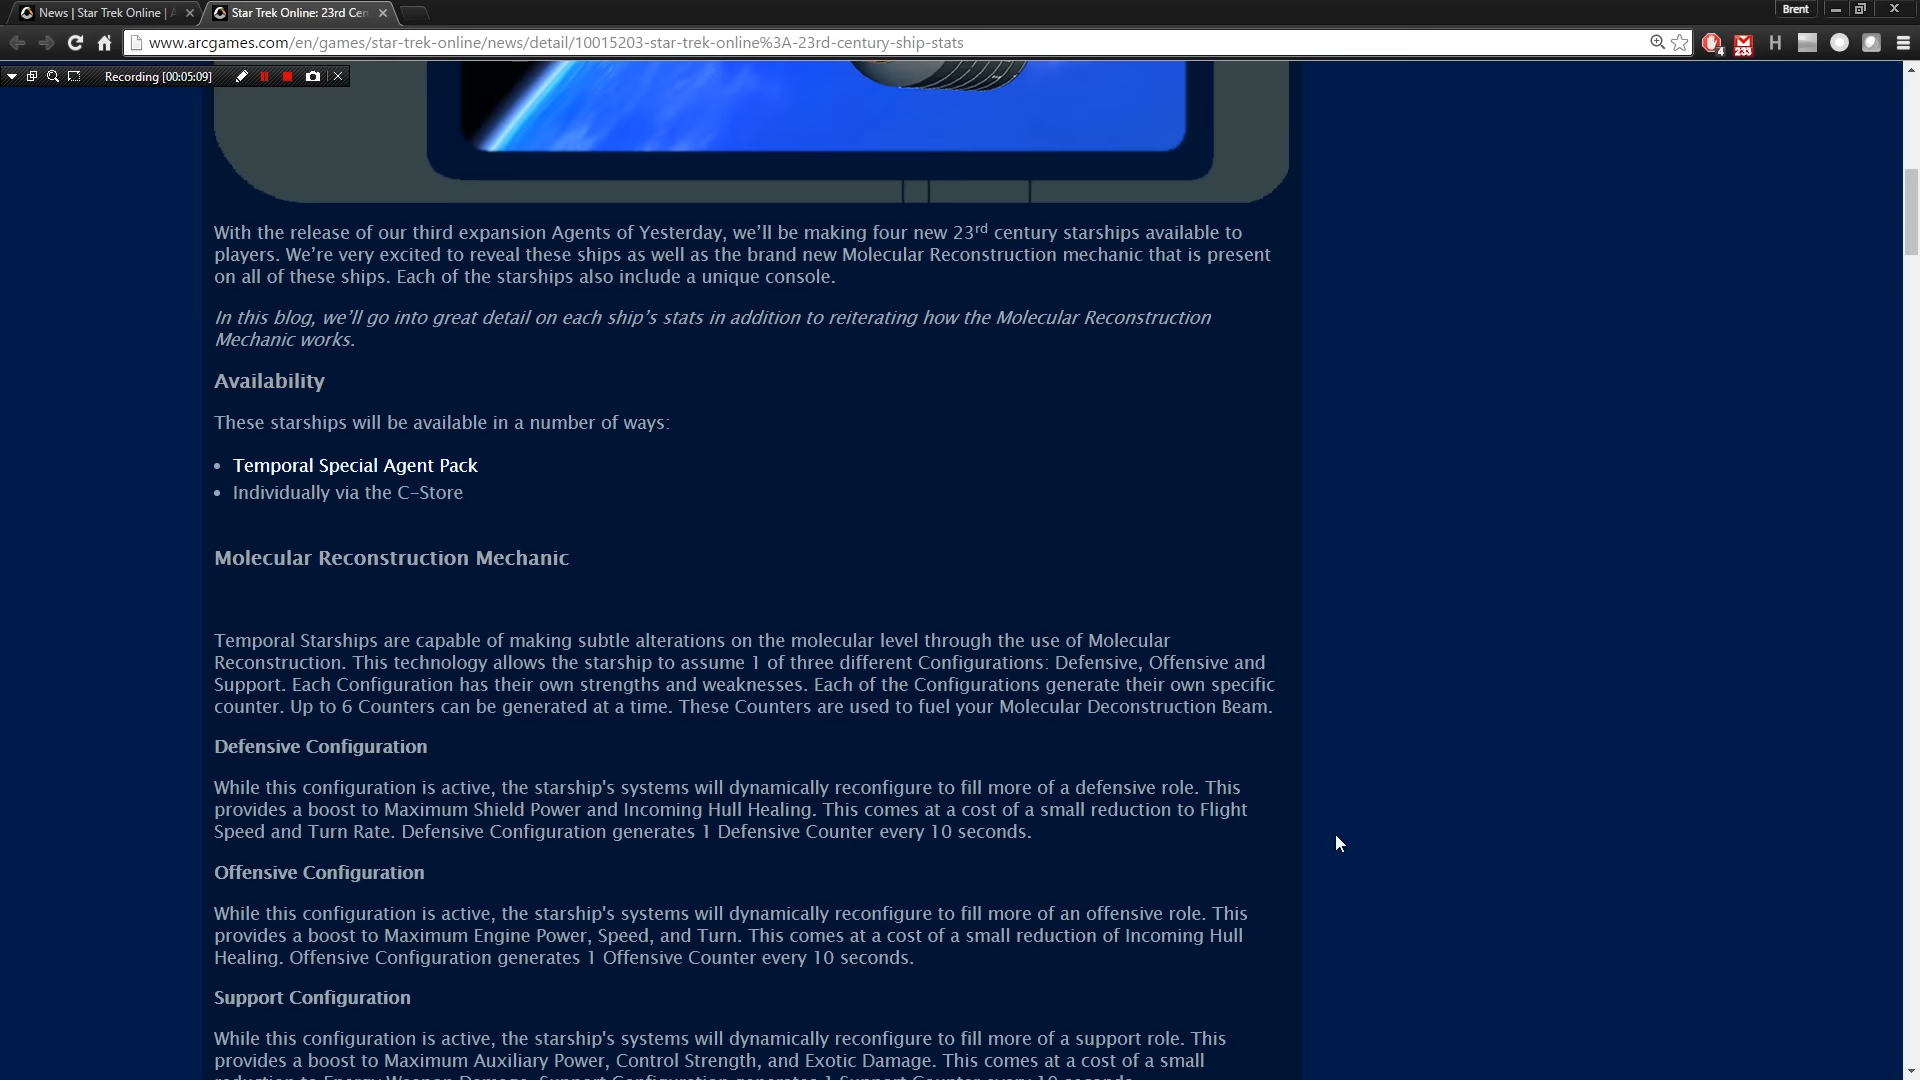 News | Star Trek Online |
Star Trek Online: 23rd Cen
Brent
www.arcgames.com/en/games/star-trek-online/news/detail/10015203-star-trek-online%3A-23rd-century-ship-stats
4
233
H
Recording [00:05:09]
With the release of our third expansion Agents of Yesterday, we'll be making four new 23rd century starships available to
players. We're very excited to reveal these ships as well as the brand new Molecular Reconstruction mechanic that is present
on all of these ships. Each of the starships also include a unique console.
In this blog, we'll go into great detail on each ship's stats in addition to reiterating how the Molecular Reconstruction
Mechanic works.
Availability
These starships will be available in a number of ways:
• Temporal Special Agent Pack
• Individually via the C-Store
Molecular Reconstruction Mechanic
Temporal Starships are capable of making subtle alterations on the molecular level through the use of Molecular
Reconstruction. This technology allows the starship to assume 1 of three different Configurations: Defensive, Offensive and
Support. Each Configuration has their own strengths and weaknesses. Each of the Configurations generate their own specific
counter. Up to 6 Counters can be generated at a time. These Counters are used to fuel your Molecular Deconstruction Beam.
Defensive Configuration
While this configuration is active, the starship's systems will dynamically reconfigure to fill more of a defensive role. This
provides a boost to Maximum Shield Power and Incoming Hull Healing. This comes at a cost of a small reduction to Flight
Speed and Turn Rate. Defensive Configuration generates 1 Defensive Counter every 10 seconds.
Offensive Configuration
While this configuration is active, the starship's systems will dynamically reconfigure to fill more of an offensive role. This
provides a boost to Maximum Engine Power, Speed, and Turn. This comes at a cost of a small reduction of Incoming Hull
Healing. Offensive Configuration generates 1 Offensive Counter every 10 seconds.
Support Configuration
While this configuration is active, the starship's systems will dynamically reconfigure to fill more of a support role. This
provides a boost to Maximum Auxiliary Power, Control Strength, and Exotic Damage. This comes at a cost of a small
reduction to Energy Weapon Damage. Support Configuration generates 1 Support Counter every 10 seconds.